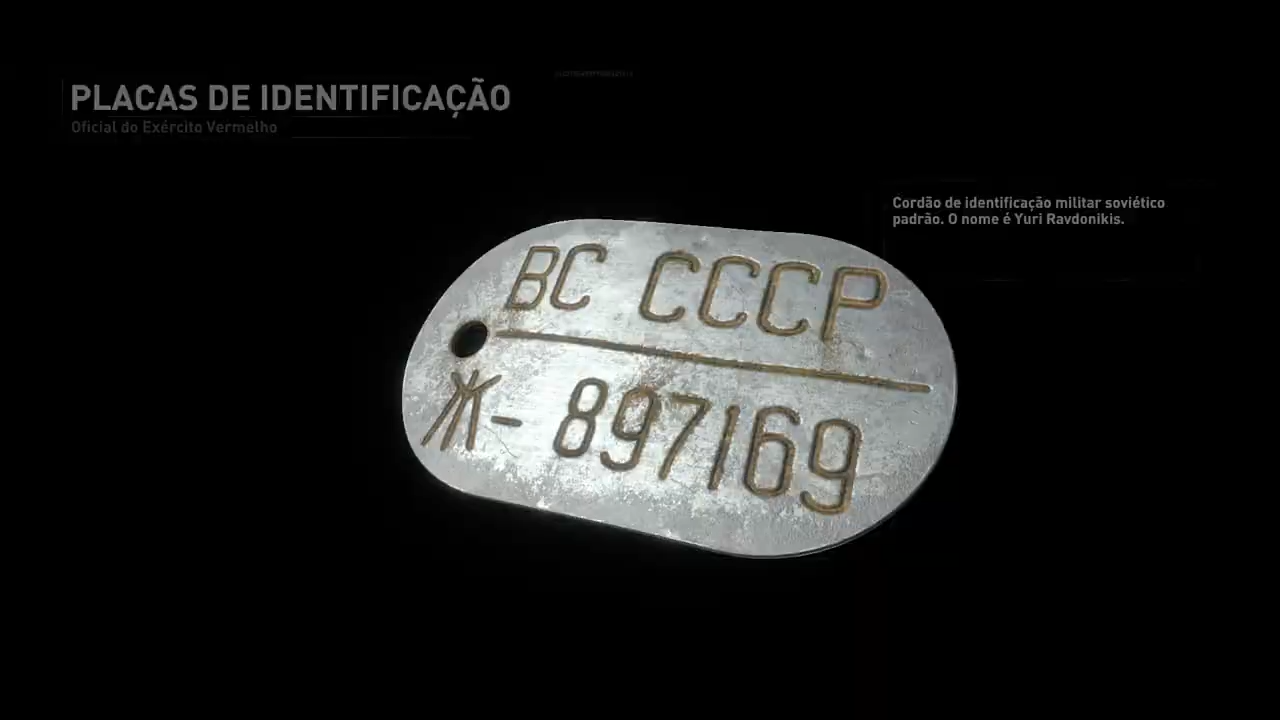 PLACAS DE IDENTIFICAÇÃO
Oficial do Exército Vermelho
Cordão de identificação militar soviético
padrão. O nome é Yuri Ravdonikis.
ВС СССР
Ж- 897169